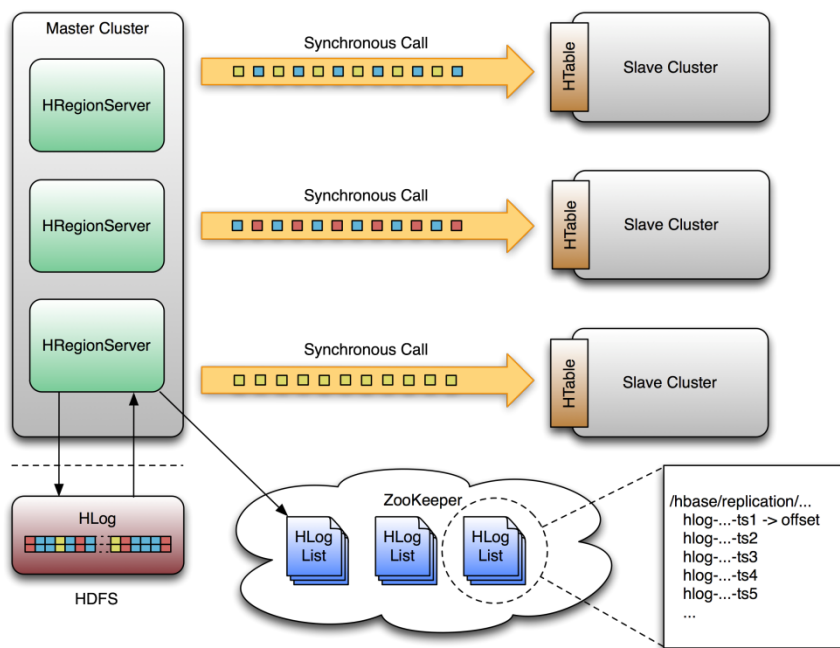 Master Cluster
HRegionServer
HRegionServer
HRegionServer
Synchronous Call
HTable
Slave Cluster
Synchronous Call
HTable
Slave Cluster
Synchronous Call
HTable
Slave Cluster
HLog
HDFS
ZooKeeper
HLog
List
HLog
List
HLog
List
/hbase/replication/...
hlog-...-ts1 -> offset
hlog-...-ts2
hlog-...-ts3
hlog-...-ts4
hlog-...-ts5
...